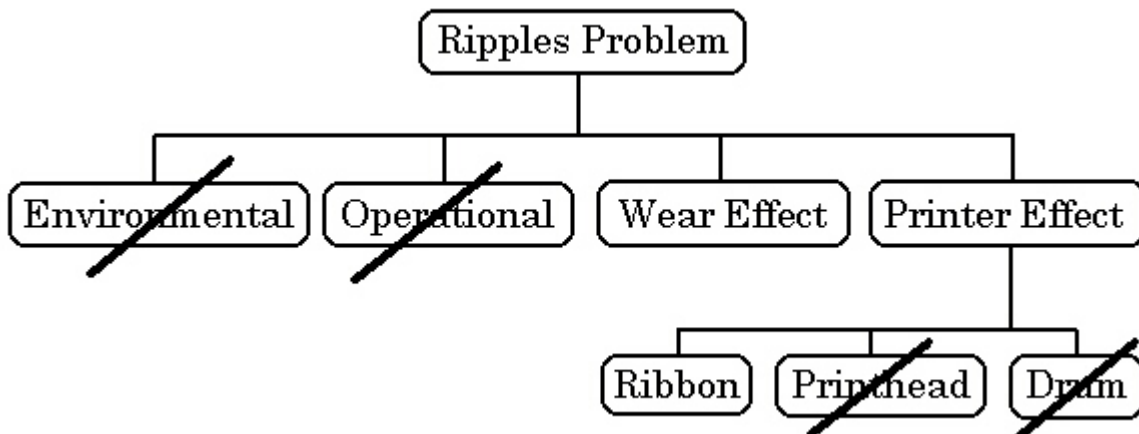 Ripples Problem
Environmental
Operational
Wear Effect
Printer Effect
Ribbon
Printhead
Drum